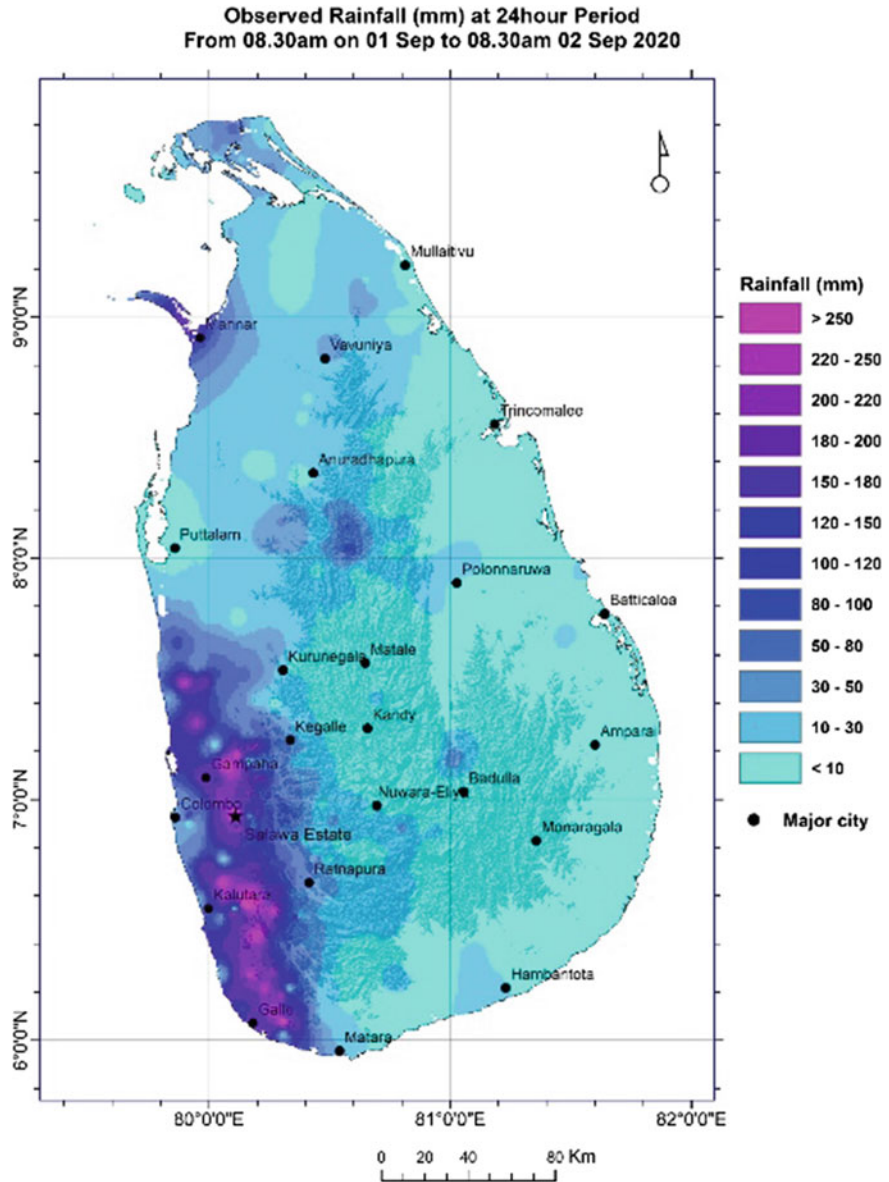 Observed Rainfall (mm) at 24hour Period
From 08.30am on 01 Sep to 08.30am 02 Sep 2020
Mullaitivu
9°0'0"N
Mannar
Vavuniya
Trincomalee
Anuradhapura
Puttalam
8°0'0"N
Polonnaruwa
Batticaloa
Kurunegala
Matale
Kegalle
Kandy
Ampara
Gampaha
Badulla
7°0'0"N
Colombo
Nuwara-Eliya
Salawa Estate
Monaragala
Ratnapura
Kalutara
Hambantota
Galle
6°0'0"N
Matara
80°0'0"E
81°0'0"E
82°0'0"E
0 20 40 80 Km
Rainfall (mm)
> 250
220 - 250
200 - 220
180 - 200
150 - 180
120 - 150
100 - 120
80 - 100
50 - 80
30 - 50
10 - 30
< 10
Major city